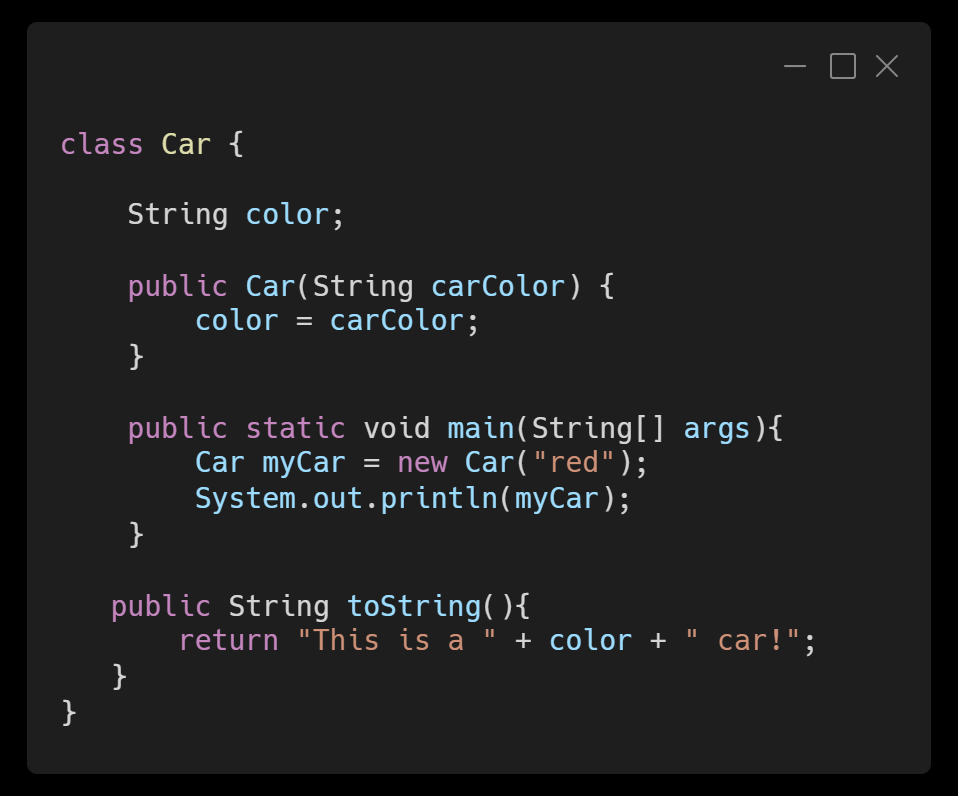 class Car {
    String color;
    public Car(String carColor) {
        color = carColor;
    }
    public static void main(String[] args){
        Car myCar = new Car("red");
        System.out.println(myCar);
    }
   public String toString(){
       return "This is a " + color + " car!";
   }
}